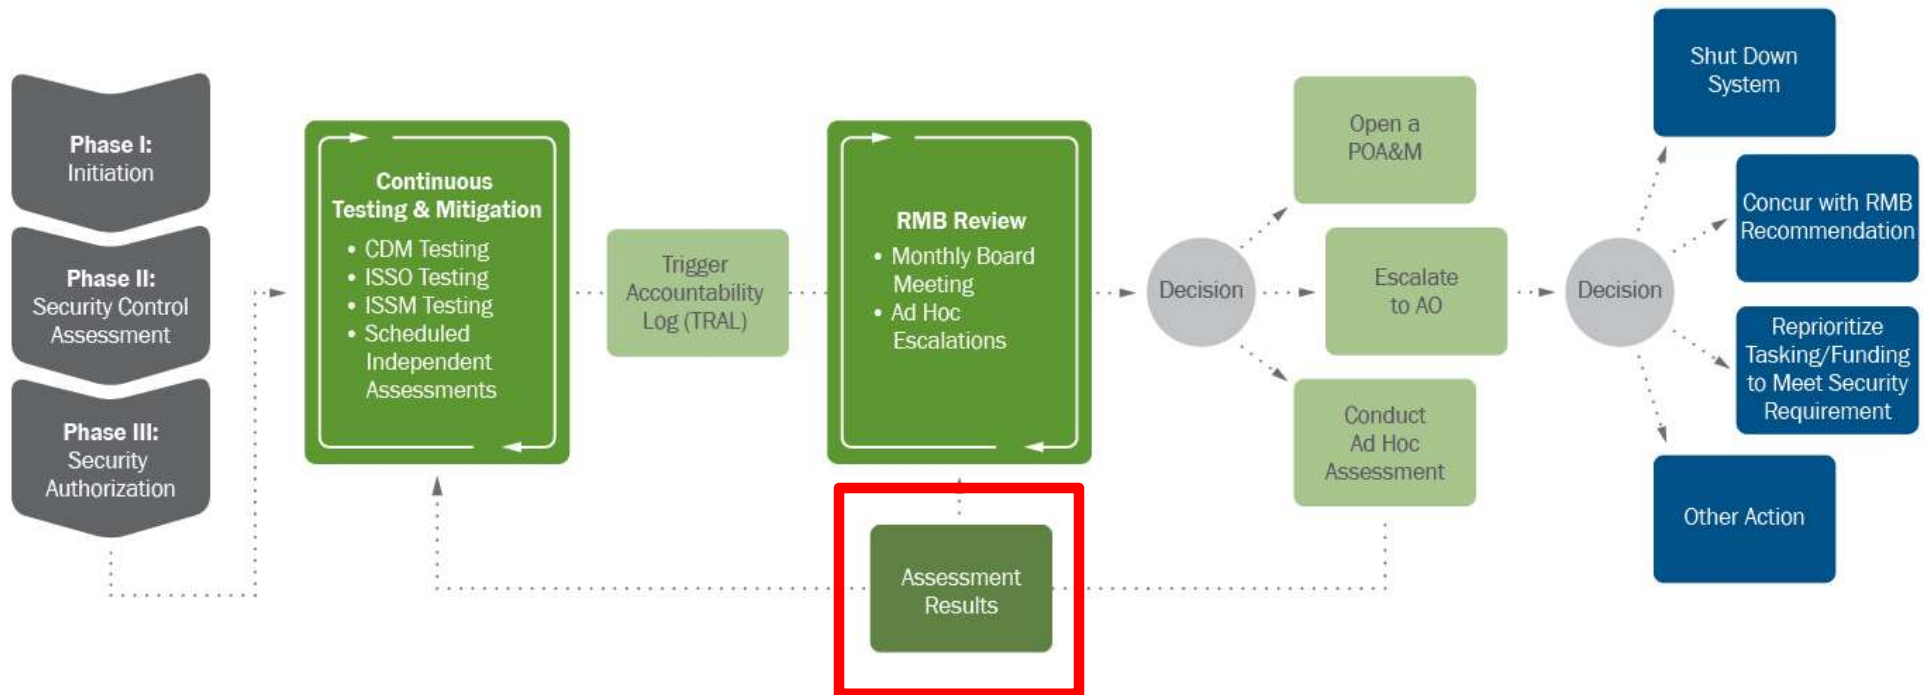 Phase I:
Initiation
Phase II:
Security Control
Assessment
Phase III:
Security
Authorization
Continuous
Testing & Mitigation
• CDM Testing
• ISSO Testing
• ISSM Testing
• Scheduled
Independent
Assessments
Trigger
Accountability
Log (TRAL)
RMB Review
• Monthly Board
Meeting
• Ad Hoc
Escalations
Assessment
Results
Decision
Open a
POA&M
Escalate
to AO
Conduct
Ad Hoc
Assessment
Decision
Shut Down
System
Concur with RMB
Recommendation
Reprioritize
Tasking/Funding
to Meet Security
Requirement
Other Action